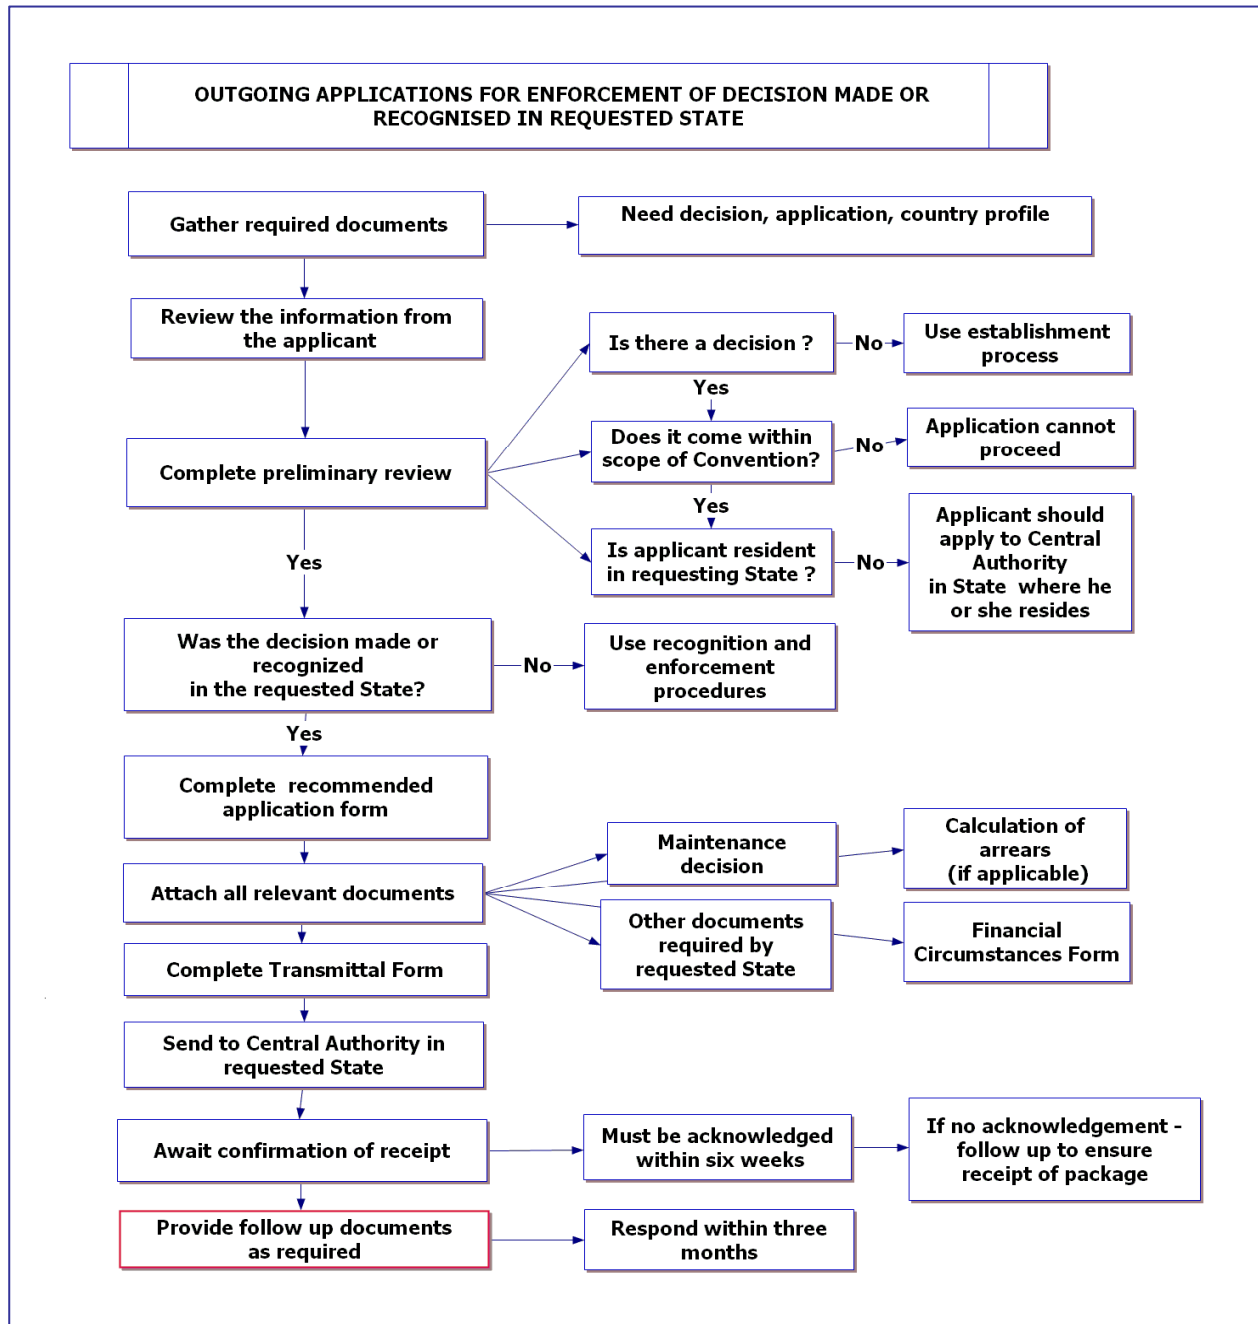 OUTGOING APPLICATIONS FOR ENFORCEMENT OF DECISION MADE OR
RECOGNISED IN REQUESTED STATE
Gather required documents
Need decision, application, country profile
Review the information from
the applicant
Is there a decision ?
No
Use establishment
process
Yes
Complete preliminary review
Does it come within
scope of Convention?
No
Application cannot
proceed
Yes
Is applicant resident
in requesting State ?
No
Applicant should
apply to Central
Authority
in State where he
or she resides
Yes
Was the decision made or
recognized
in the requested State?
No
Use recognition and
enforcement
procedures
Yes
Complete recommended
application form
Attach all relevant documents
Maintenance
decision
Calculation of
arrears
(if applicable)
Other documents
required by
requested State
Financial
Circumstances Form
Complete Transmittal Form
Send to Central Authority in
requested State
Await confirmation of receipt
Must be acknowledged
within six weeks
If no acknowledgement -
follow up to ensure
receipt of package
Provide follow up documents
as required
Respond within three
months